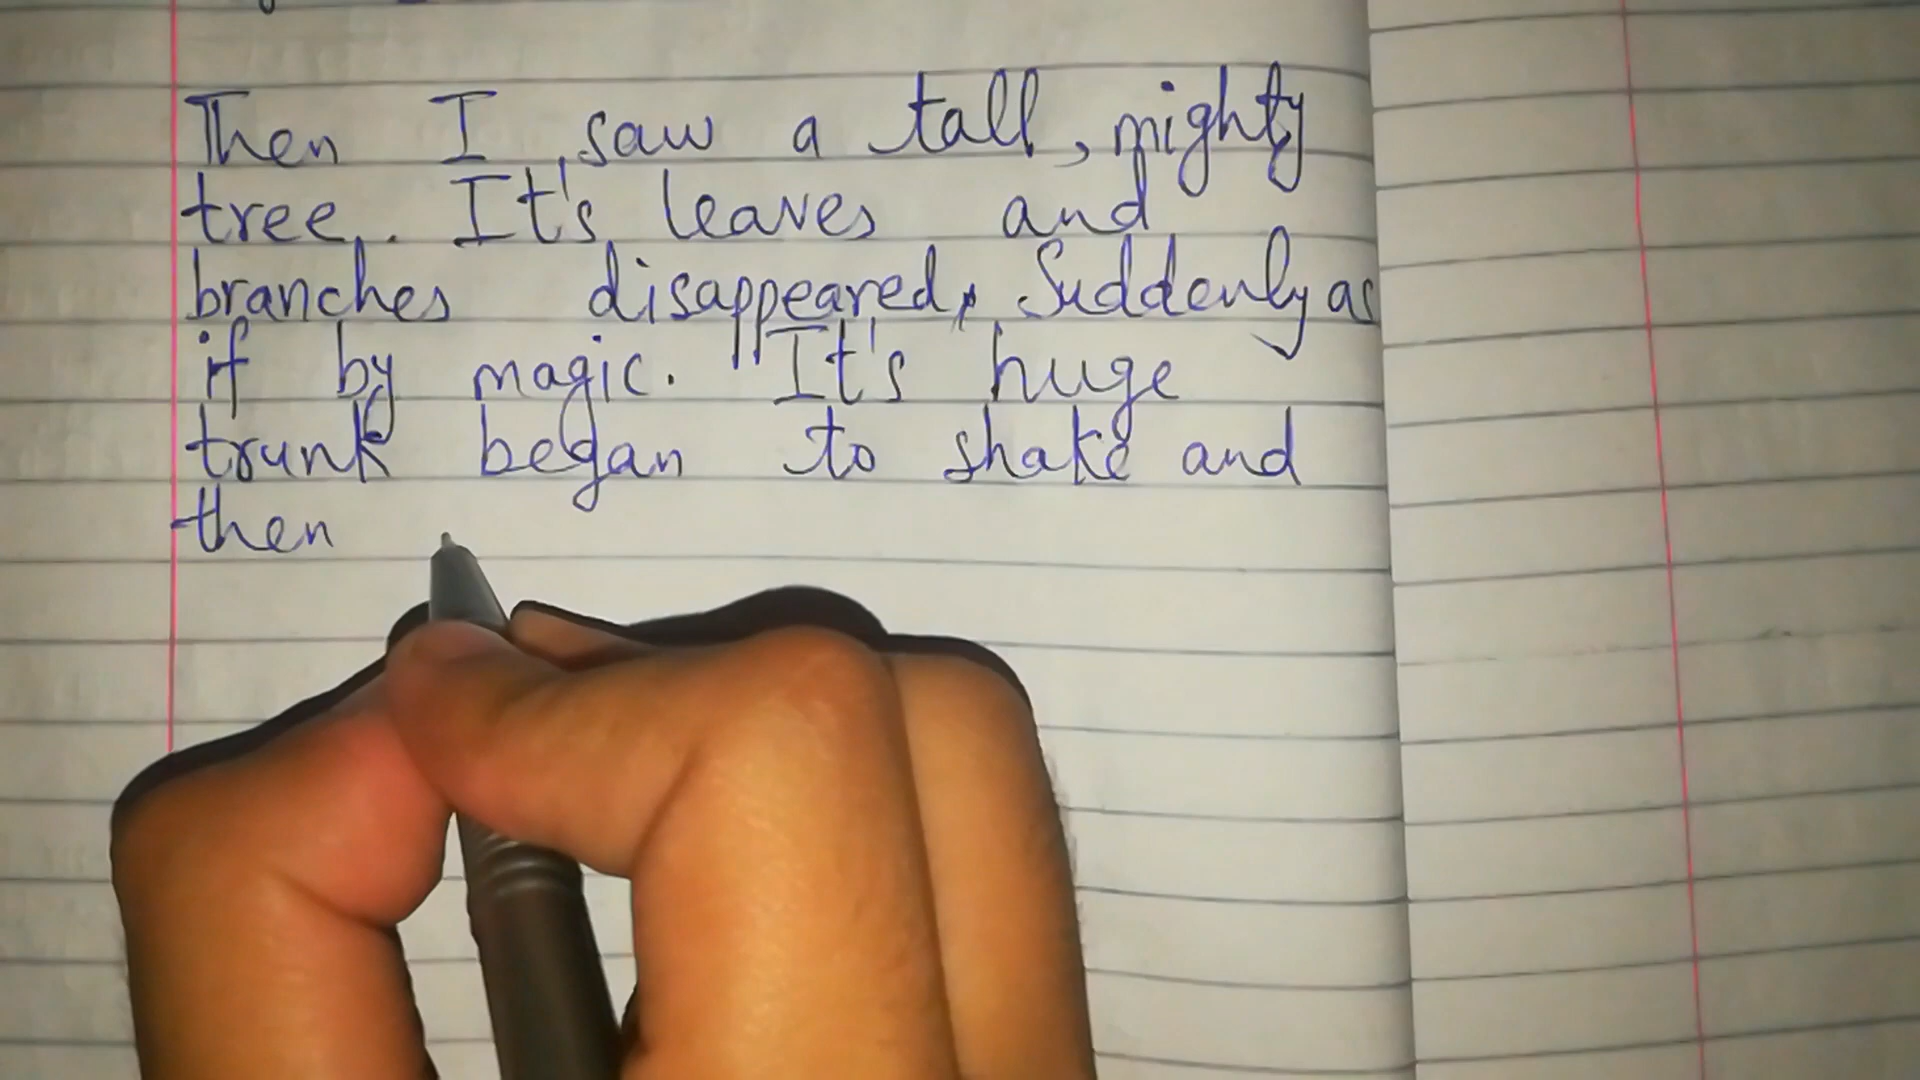 Then I saw a tall, mighty
tree. It's leaves and
branches disappeared, Suddenly as
if by magic. It's huge
trunk began to shake and
then